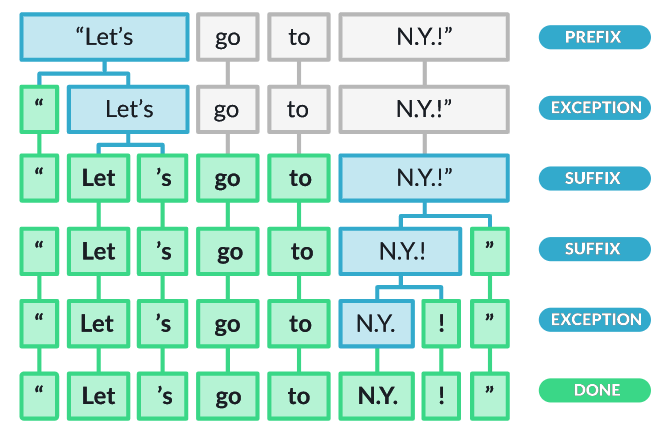 “Let’s go to N.Y.!” PREFIX
“ Let’s go to N.Y.!” EXCEPTION
“ Let ’s go to N.Y.!” SUFFIX
“ Let ’s go to N.Y.! ” SUFFIX
“ Let ’s go to N.Y. ! ” EXCEPTION
“ Let ’s go to N.Y. ! ” DONE